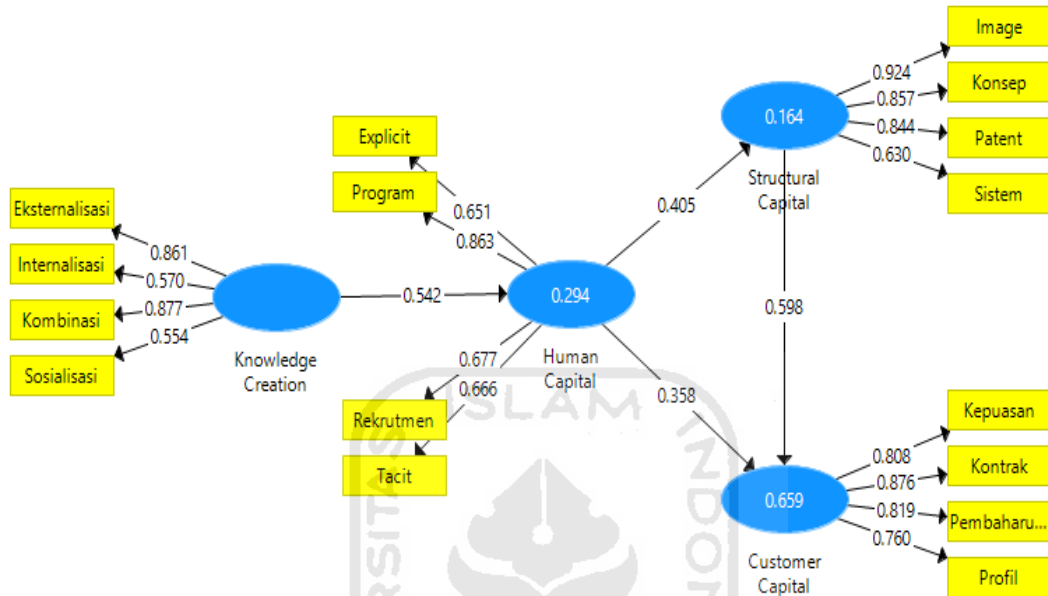 Image
0.924
Konsep
0.857
0.164
0.844
Patent
0.630
Structural
Capital
Sistem
Explicit
Program
0.651
0.863
0.405
Eksternalisasi
0.861
Internalisasi
0.570
0.877
Kombinasi
0.554
Sosialisasi
Knowledge
Creation
0.542
0.294
Human
Capital
0.598
0.677
0.666
Rekrutmen
Tacit
0.358
Kepuasan
0.808
Kontrak
0.876
0.659
0.819
Pembaharu...
0.760
Customer
Capital
Profil
ISLAM
INDON
RSITAS